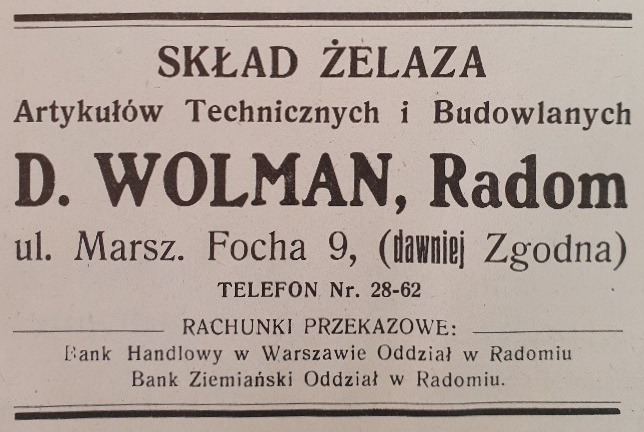 SKŁAD ŻELAZA
Artykułów Technicznych i Budowlanych
D. WOLMAN, Radom
ul. Marsz. Focha 9, (dawniej Zgodna)
TELEFON Nr. 28-62
RACHUNKI PRZEKAZOWE:
Bank Handlowy w Warszawie Oddział w Radomiu
Bank Ziemiański Oddział w Radomiu.